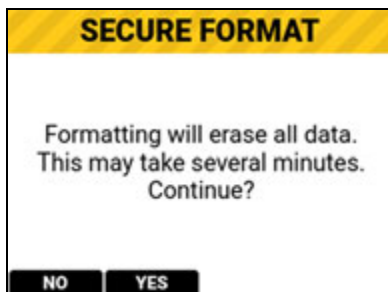 SECURE FORMAT
Formatting will erase all data.
This may take several minutes.
Continue?
NO YES